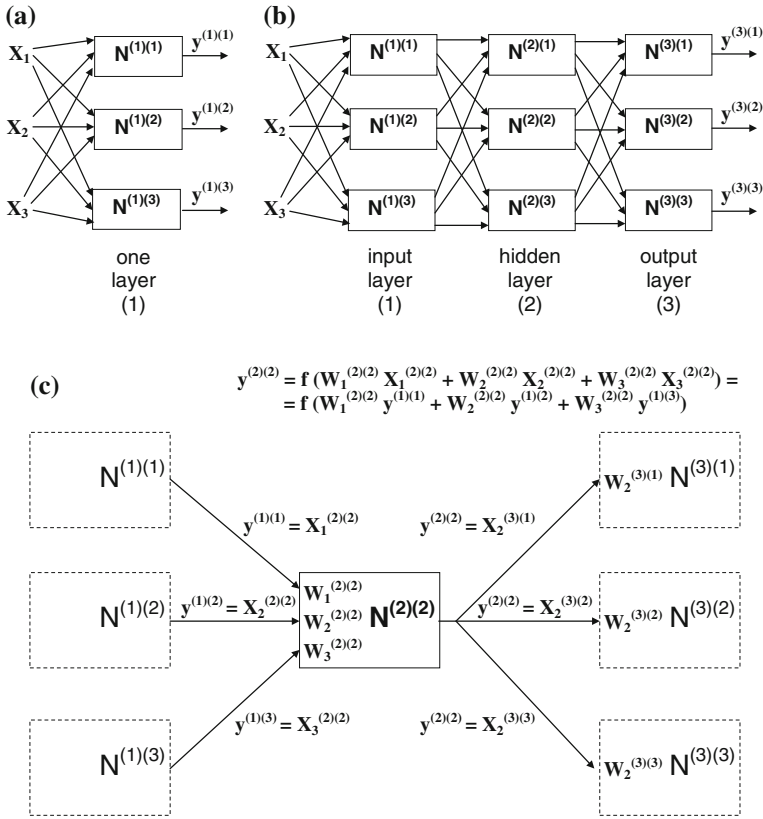 (a)
X₁ N⁽¹⁾⁽¹⁾ y⁽¹⁾⁽¹⁾
X₂ N⁽¹⁾⁽²⁾ y⁽¹⁾⁽²⁾
X₃ N⁽¹⁾⁽³⁾ y⁽¹⁾⁽³⁾
one
layer
(1)
(b)
X₁ N⁽¹⁾⁽¹⁾ N⁽²⁾⁽¹⁾ N⁽³⁾⁽¹⁾ y⁽³⁾⁽¹⁾
X₂ N⁽¹⁾⁽²⁾ N⁽²⁾⁽²⁾ N⁽³⁾⁽²⁾ y⁽³⁾⁽²⁾
X₃ N⁽¹⁾⁽³⁾ N⁽²⁾⁽³⁾ N⁽³⁾⁽³⁾ y⁽³⁾⁽³⁾
input hidden output
layer layer layer
(1) (2) (3)
(c)
y⁽²⁾⁽²⁾ = f (W₁⁽²⁾⁽²⁾ X₁⁽²⁾⁽²⁾ + W₂⁽²⁾⁽²⁾ X₂⁽²⁾⁽²⁾ + W₃⁽²⁾⁽²⁾ X₃⁽²⁾⁽²⁾) =
= f (W₁⁽²⁾⁽²⁾ y⁽¹⁾⁽¹⁾ + W₂⁽²⁾⁽²⁾ y⁽¹⁾⁽²⁾ + W₃⁽²⁾⁽²⁾ y⁽¹⁾⁽³⁾)
N⁽¹⁾⁽¹⁾ W₂⁽³⁾⁽¹⁾ N⁽³⁾⁽¹⁾
y⁽¹⁾⁽¹⁾ = X₁⁽²⁾⁽²⁾ y⁽²⁾⁽²⁾ = X₂⁽³⁾⁽¹⁾
W₁⁽²⁾⁽²⁾
N⁽¹⁾⁽²⁾ y⁽¹⁾⁽²⁾ = X₂⁽²⁾⁽²⁾ W₂⁽²⁾⁽²⁾ N⁽²⁾⁽²⁾ y⁽²⁾⁽²⁾ = X₂⁽³⁾⁽²⁾ W₂⁽³⁾⁽²⁾ N⁽³⁾⁽²⁾
W₃⁽²⁾⁽²⁾
y⁽¹⁾⁽³⁾ = X₃⁽²⁾⁽²⁾ y⁽²⁾⁽²⁾ = X₂⁽³⁾⁽³⁾
N⁽¹⁾⁽³⁾ W₂⁽³⁾⁽³⁾ N⁽³⁾⁽³⁾